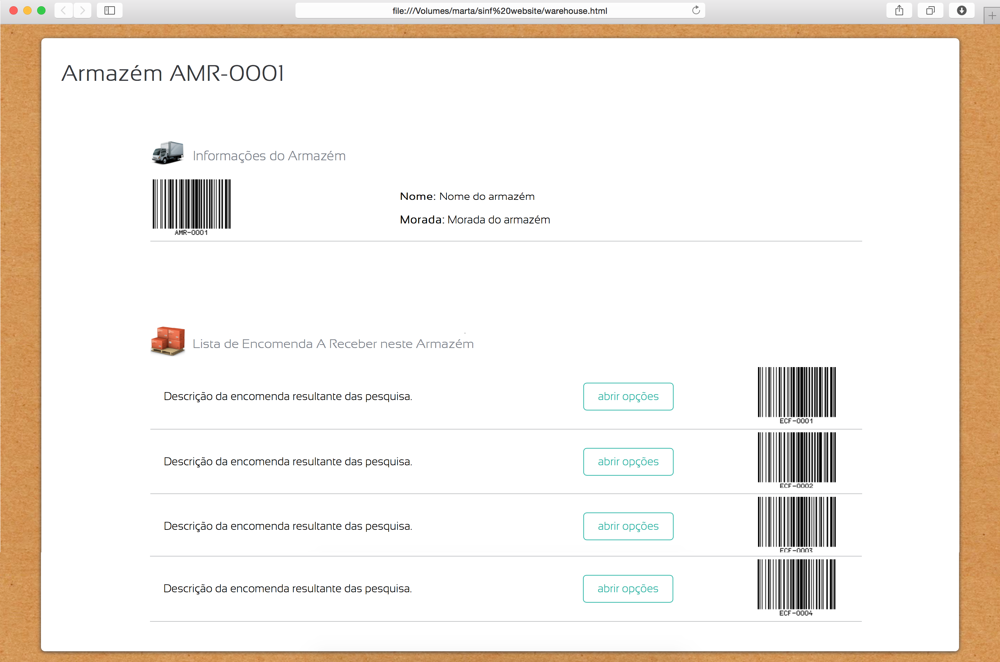 file:///Volumes/marta/sinf%20website/warehouse.html
Armazém AMR-0001
Informações do Armazém
AMR-0001
Nome: Nome do armazém
Morada: Morada do armazém
Lista de Encomenda A Receber neste Armazém
Descrição da encomenda resultante das pesquisa.
abrir opções
ECF-0001
Descrição da encomenda resultante das pesquisa.
abrir opções
ECF-0002
Descrição da encomenda resultante das pesquisa.
abrir opções
ECF-0003
Descrição da encomenda resultante das pesquisa.
abrir opções
ECF-0004